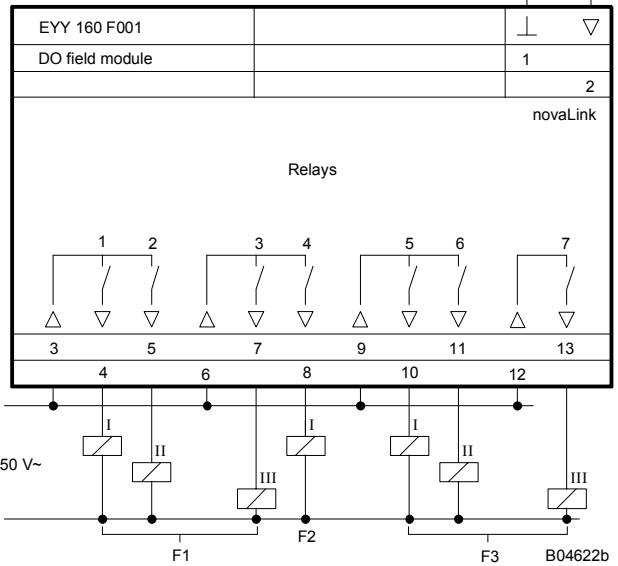 EYY 160 F001
DO field module
1
2
novaLink
Relays
1 2 3 4 5 6 7
3 5 7 9 11 13
4 6 8 10 12
I I I
II II
50 V~
III III
F1 F2 F3 B04622b